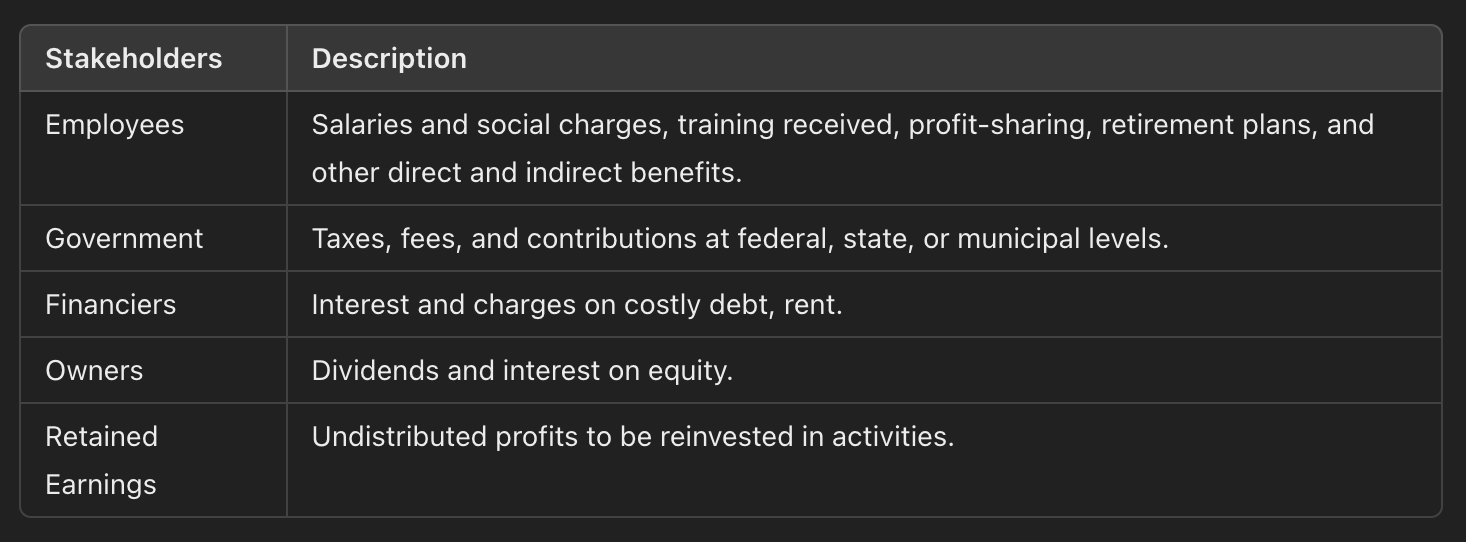 Stakeholders Description
Employees Salaries and social charges, training received, profit-sharing, retirement plans, and
other direct and indirect benefits.
Government Taxes, fees, and contributions at federal, state, or municipal levels.
Financiers Interest and charges on costly debt, rent.
Owners Dividends and interest on equity.
Retained Undistributed profits to be reinvested in activities.
Earnings